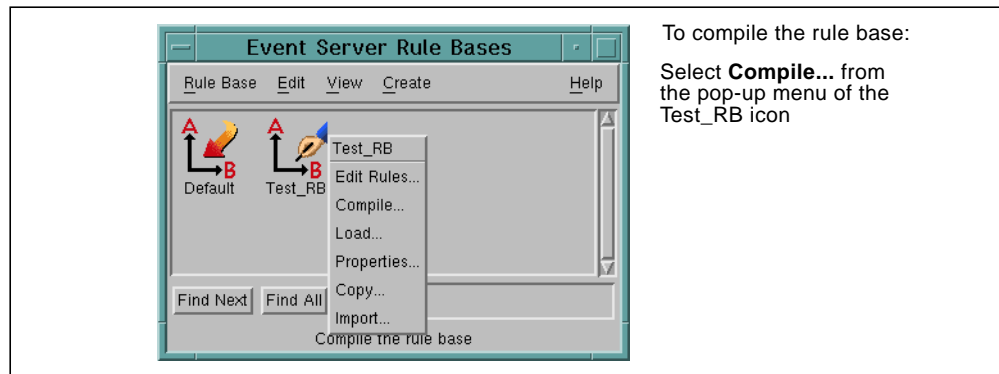 Event Server Rule Bases
Rule Base Edit View Create Help
A
B
Default
A
B
Test_RB
Test_RB
Edit Rules...
Compile...
Load...
Properties...
Copy...
Import...
Find Next Find All
Compile the rule base
To compile the rule base:
Select Compile... from
the pop-up menu of the
Test_RB icon